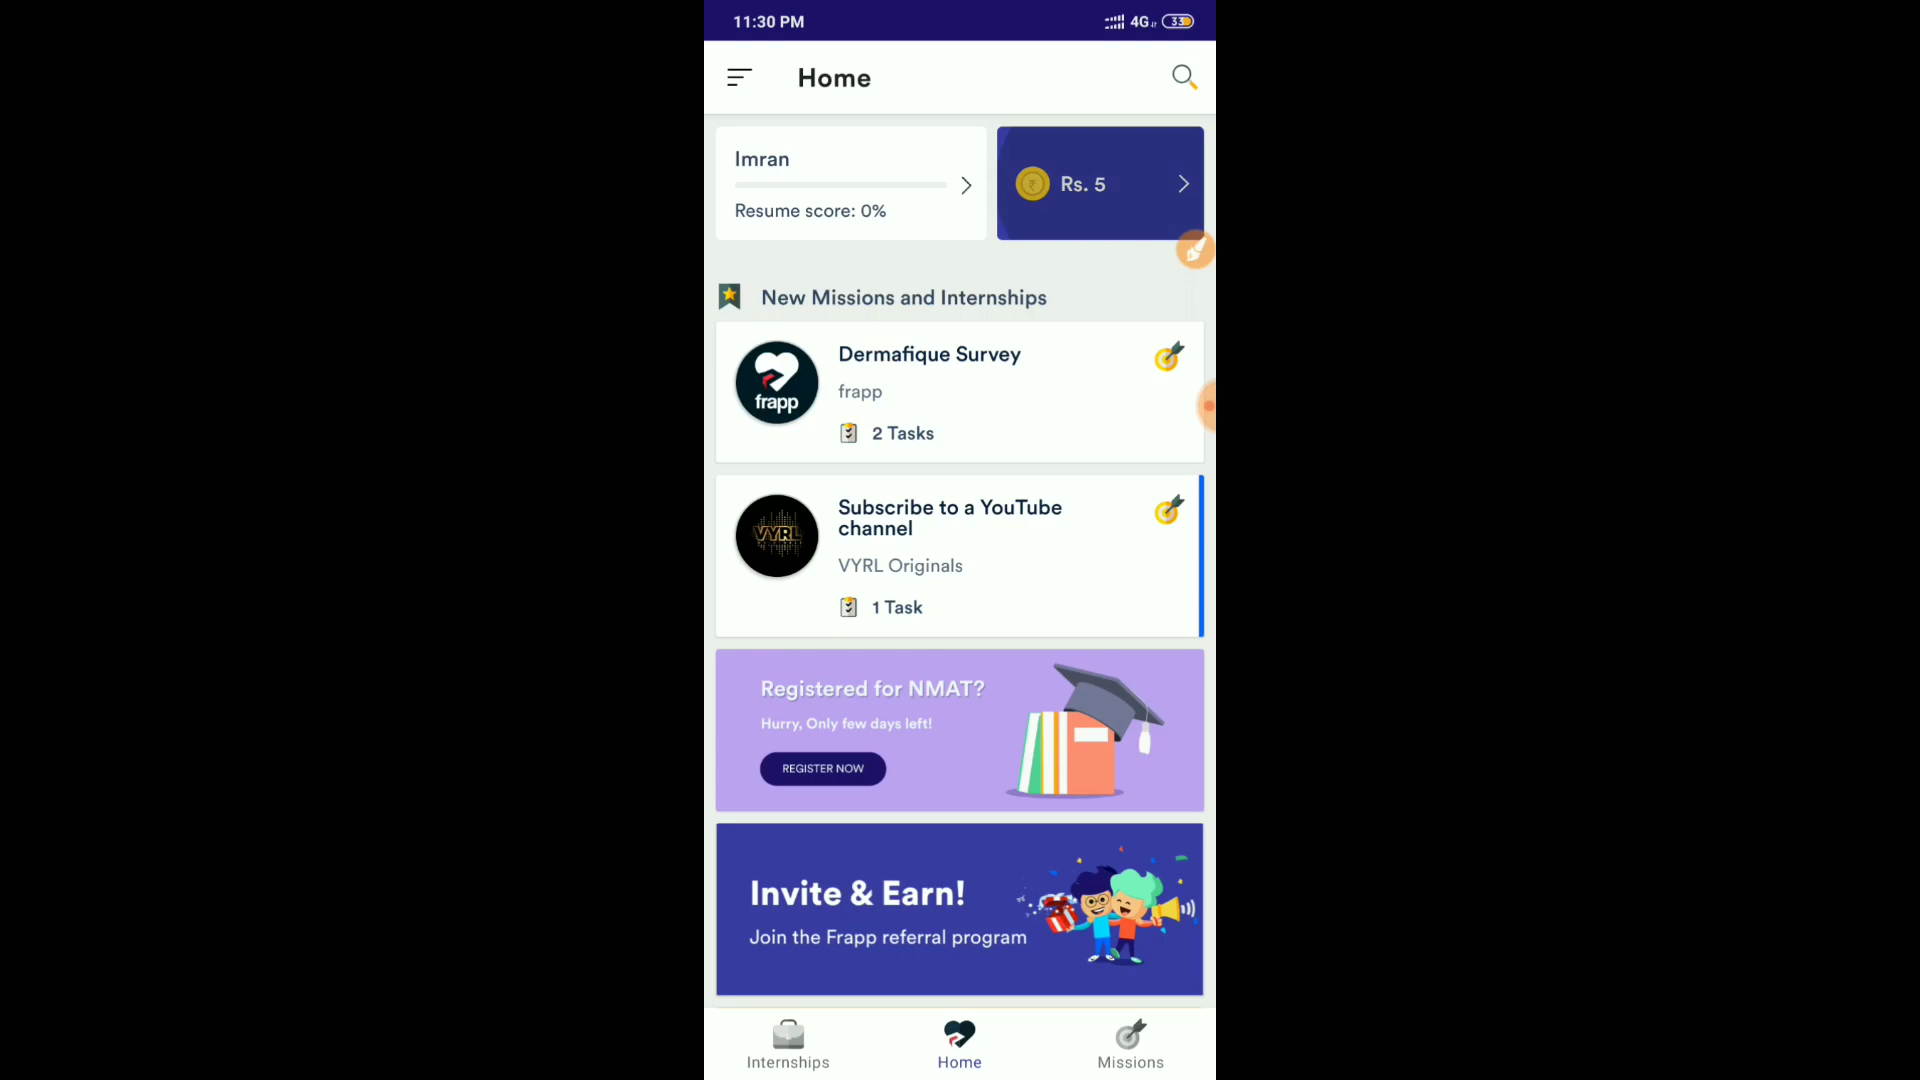 11:30 PM
4G
33
Home
Imran
Resume score: 0%
Rs. 5
New Missions and Internships
Dermafique Survey
frapp
frapp
2 Tasks
Subscribe to a YouTube
channel
VYRL
VYRL Originals
1 Task
Registered for NMAT?
Hurry, Only few days left!
REGISTER NOW
Invite & Earn!
Join the Frapp referral program
Internships
Home
Missions